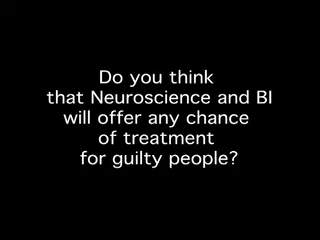 Do you think
that Neuroscience and BI
will offer any chance
of treatment
for guilty people?